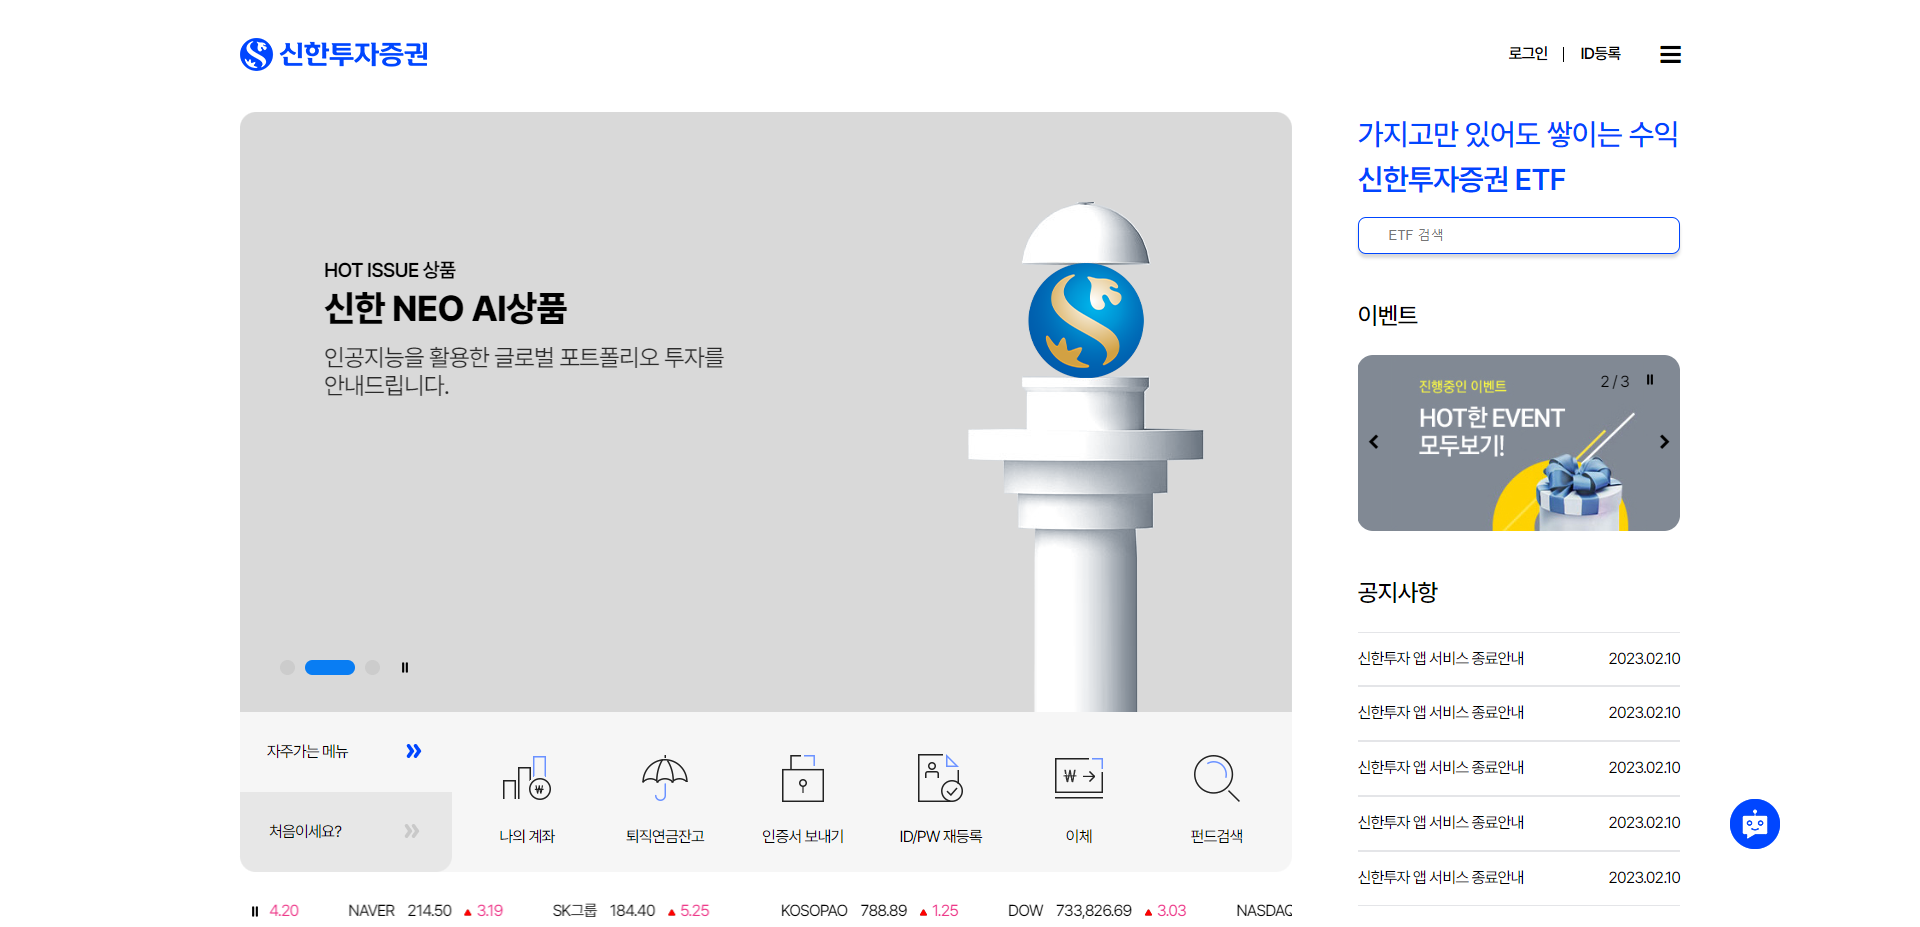 신한투자증권
로그인 | ID등록
HOT ISSUE 상품
신한 NEO AI상품
인공지능을 활용한 글로벌 포트폴리오 투자를
안내드립니다.
가지고만 있어도 쌓이는 수익
신한투자증권 ETF
ETF 검색
이벤트
진행중인 이벤트
2 / 3
HOT한 EVENT
모두보기!
공지사항
신한투자 앱 서비스 종료안내 2023.02.10
신한투자 앱 서비스 종료안내 2023.02.10
신한투자 앱 서비스 종료안내 2023.02.10
신한투자 앱 서비스 종료안내 2023.02.10
신한투자 앱 서비스 종료안내 2023.02.10
자주가는 메뉴
처음이세요?
나의 계좌
퇴직연금잔고
인증서 보내기
ID/PW 재등록
이체
펀드검색
4.20 NAVER 214.50 ▲ 3.19 SK그룹 184.40 ▲ 5.25 KOSOPAO 788.89 ▲ 1.25 DOW 733,826.69 ▲ 3.03 NASDAQ